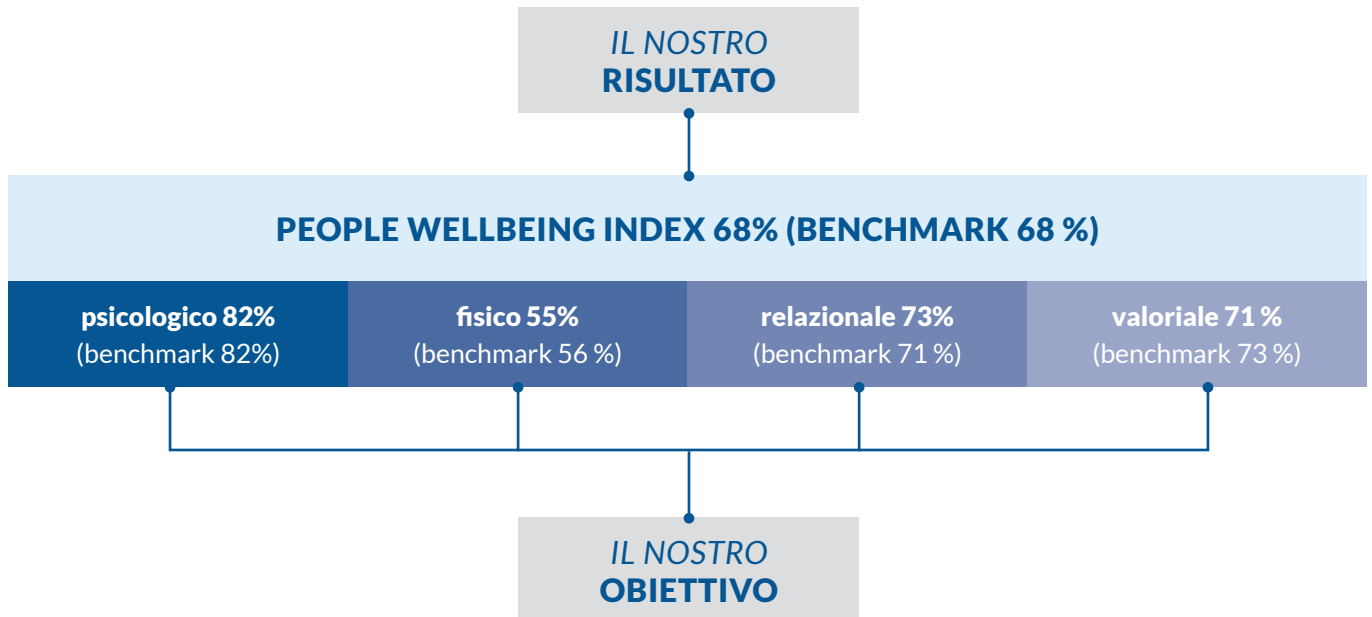 IL NOSTRO
RISULTATO
PEOPLE WELLBEING INDEX 68% (BENCHMARK 68 %)
psicologico 82%
(benchmark 82%)
fisico 55%
(benchmark 56 %)
relazionale 73%
(benchmark 71 %)
valoriale 71 %
(benchmark 73 %)
IL NOSTRO
OBIETTIVO